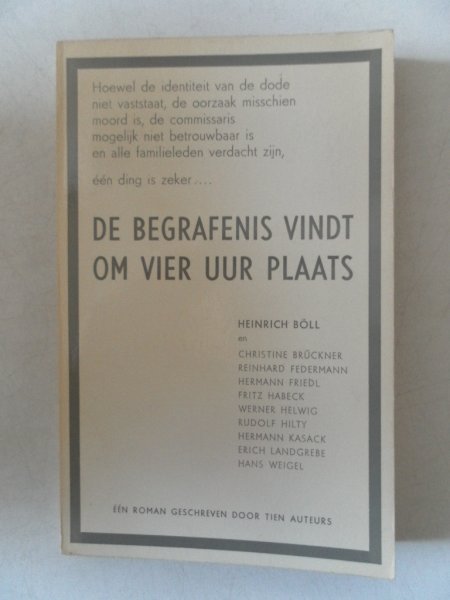 Hoewel de identiteit van de dode
niet vaststaat, de oorzaak misschien
moord is, de commissaris
mogelijk niet betrouwbaar is
en alle familieleden verdacht zijn,
één ding is zeker ....
DE BEGRAFENIS VINDT
OM VIER UUR PLAATS
HEINRICH BÖLL
en
CHRISTINE BRÜCKNER
REINHARD FEDERMANN
HERMANN FRIEDL
FRITZ HABECK
WERNER HELWIG
RUDOLF HILTY
HERMANN KASACK
ERICH LANDGREBE
HANS WEIGEL
EÉN ROMAN GESCHREVEN DOOR TIEN AUTEURS